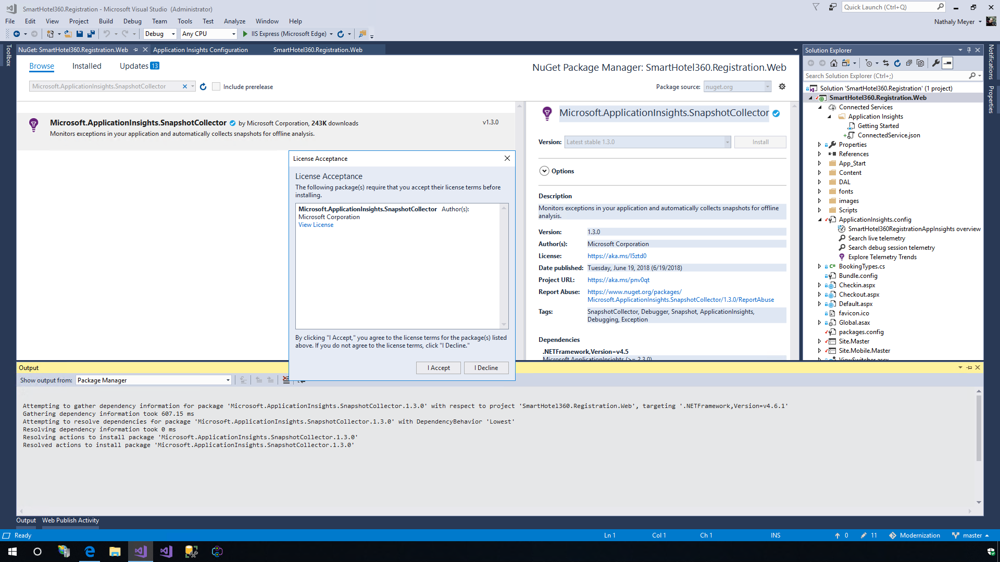 SmartHotel360.Registration - Microsoft Visual Studio (Administrator)
Quick Launch (Ctrl+Q)
File Edit View Project Build Debug Team Tools Test Analyze Window Help
Nathaly Meyer
Debug Any CPU IIS Express (Microsoft Edge)
Toolbox
NuGet: SmartHotel360.Registration.Web Application Insights Configuration SmartHotel360.Registration.Web
Browse Installed Updates 13
NuGet Package Manager: SmartHotel360.Registration.Web
Microsoft.ApplicationInsights.SnapshotCollector Include prerelease
Package source: nuget.org
Microsoft.ApplicationInsights.SnapshotCollector by Microsoft Corporation, 243K downloads v1.3.0
Monitors exceptions in your application and automatically collects snapshots for offline analysis.
Microsoft.ApplicationInsights.SnapshotCollector
Version: Latest stable 1.3.0 Install
Options
Description
Monitors exceptions in your application and automatically collects snapshots for offline
analysis.
Version: 1.3.0
Author(s): Microsoft Corporation
License: https://aka.ms/l5ztd0
Date published: Tuesday, June 19, 2018 (6/19/2018)
Project URL: https://aka.ms/pnv0qt
Report Abuse: https://www.nuget.org/packages/
Microsoft.ApplicationInsights.SnapshotCollector/1.3.0/ReportAbuse
Tags: SnapshotCollector, Debugger, Snapshot, ApplicationInsights,
Debugging, Exception
Dependencies
.NETFramework,Version=v4.5
Microsoft.ApplicationInsights (>= 2.3.0)
License Acceptance
License Acceptance
The following package(s) require that you accept their license terms before
installing.
Microsoft.ApplicationInsights.SnapshotCollector Author(s):
Microsoft Corporation
View License
By clicking "I Accept," you agree to the license terms for the package(s) listed
above. If you do not agree to the license terms, click "I Decline."
I Accept I Decline
Solution Explorer
Search Solution Explorer (Ctrl+;)
Solution 'SmartHotel360.Registration' (1 project)
SmartHotel360.Registration.Web
Connected Services
Application Insights
Getting Started
ConnectedService.json
Properties
References
App_Start
Content
DAL
fonts
images
Scripts
ApplicationInsights.config
SmartHotel360RegistrationAppInsights overview
Search live telemetry
Search debug session telemetry
Explore Telemetry Trends
BookingTypes.cs
Bundle.config
Checkin.aspx
Checkout.aspx
Default.aspx
favicon.ico
Global.asax
packages.config
Site.Master
Site.Mobile.Master
ViewSwitcher.ascx
Notifications
Properties
Output
Show output from: Package Manager
Attempting to gather dependency information for package 'Microsoft.ApplicationInsights.SnapshotCollector.1.3.0' with respect to project 'SmartHotel360.Registration.Web', targeting '.NETFramework,Version=v4.6.1'
Gathering dependency information took 607.15 ms
Attempting to resolve dependencies for package 'Microsoft.ApplicationInsights.SnapshotCollector.1.3.0' with DependencyBehavior 'Lowest'
Resolving dependency information took 0 ms
Resolving actions to install package 'Microsoft.ApplicationInsights.SnapshotCollector.1.3.0'
Resolved actions to install package 'Microsoft.ApplicationInsights.SnapshotCollector.1.3.0'
Output Web Publish Activity
Ready Ln 1 Col 1 Ch 1 INS 0 11 Modernization master